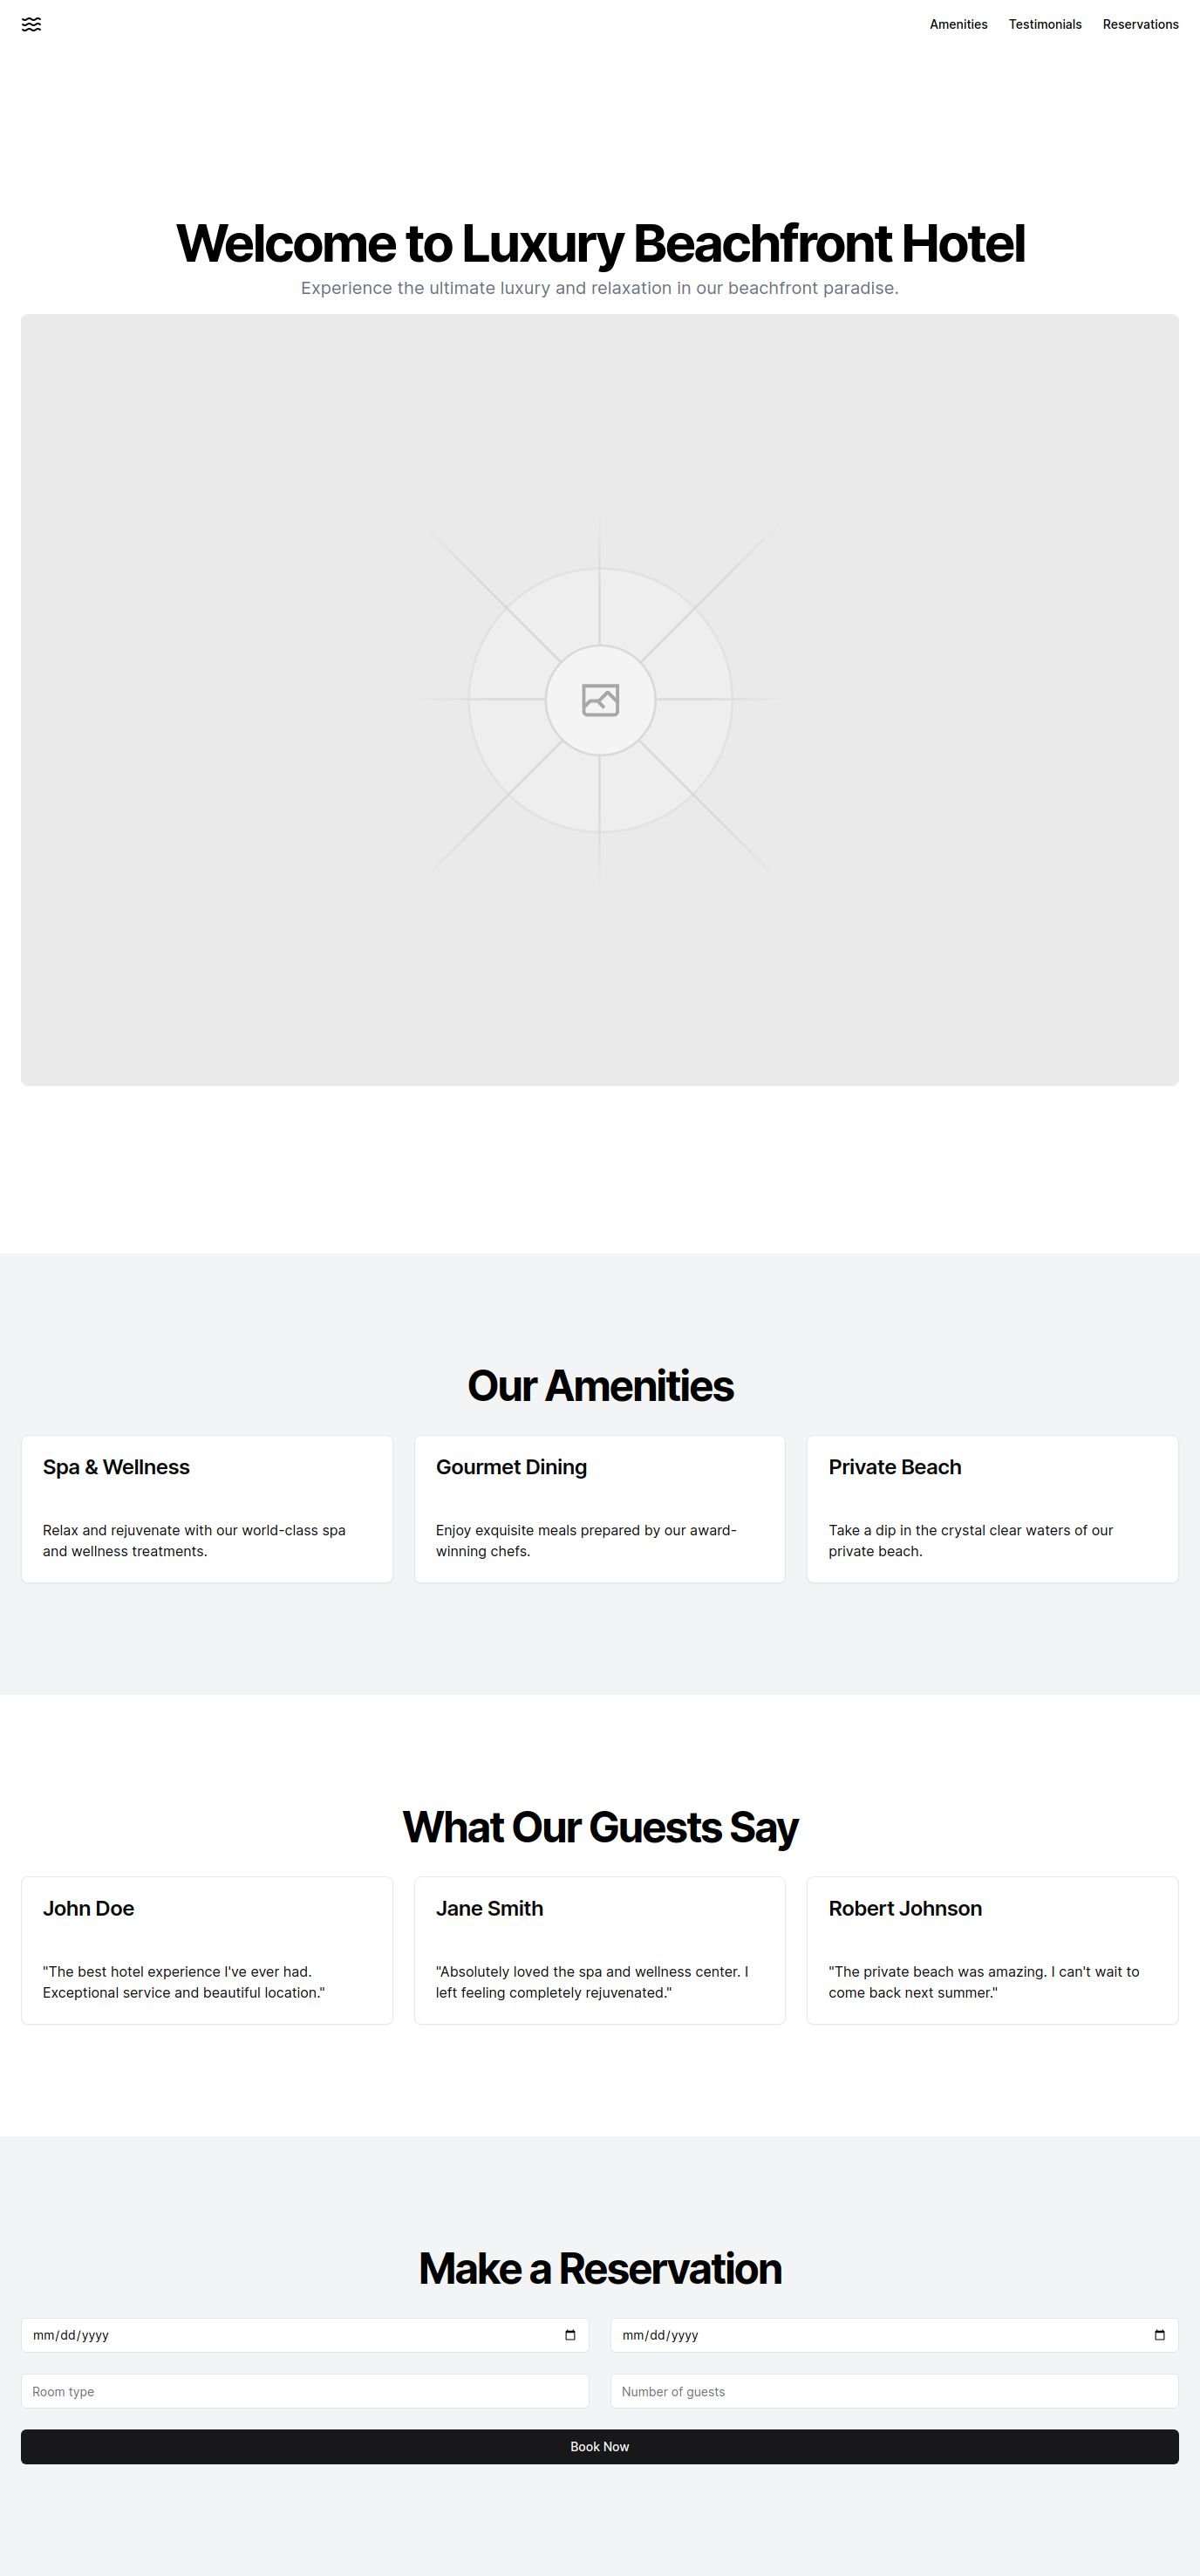 Amenities Testimonials Reservations
Welcome to Luxury Beachfront Hotel
Experience the ultimate luxury and relaxation in our beachfront paradise.
Our Amenities
Spa & Wellness
Relax and rejuvenate with our world-class spa
and wellness treatments.
Gourmet Dining
Enjoy exquisite meals prepared by our award-
winning chefs.
Private Beach
Take a dip in the crystal clear waters of our
private beach.
What Our Guests Say
John Doe
"The best hotel experience I've ever had.
Exceptional service and beautiful location."
Jane Smith
"Absolutely loved the spa and wellness center. I
left feeling completely rejuvenated."
Robert Johnson
"The private beach was amazing. I can't wait to
come back next summer."
Make a Reservation
mm/dd/yyyy
mm/dd/yyyy
Room type
Number of guests
Book Now